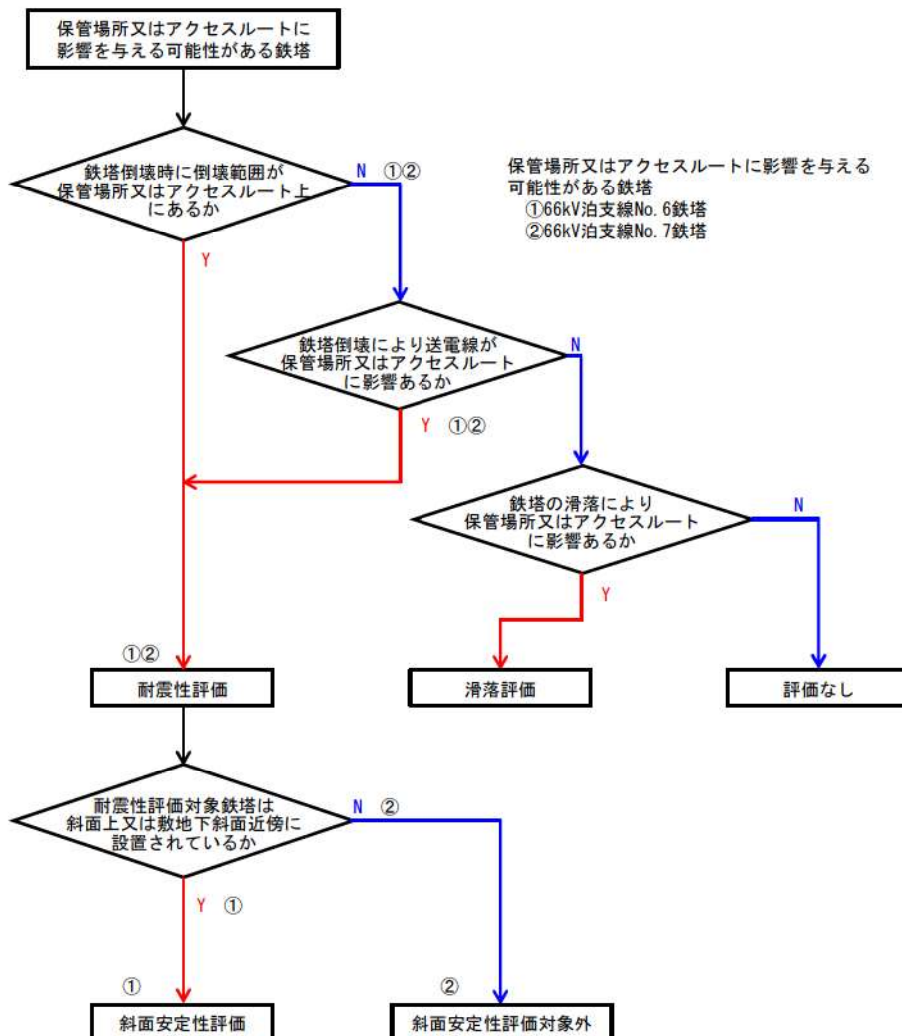 保管場所又はアクセスルートに
影響を与える可能性がある鉄塔
鉄塔倒壊時に倒壊範囲が
保管場所又はアクセスルート上
にあるか
N ①②
Y
保管場所又はアクセスルートに影響を与える
可能性がある鉄塔
①66kV泊支線No.6鉄塔
②66kV泊支線No.7鉄塔
鉄塔倒壊により送電線が
保管場所又はアクセスルート
に影響あるか
N
Y ①②
鉄塔の滑落により
保管場所又はアクセスルート
に影響あるか
N
Y
①②
耐震性評価
滑落評価
評価なし
耐震性評価対象鉄塔は
斜面上又は敷地下斜面近傍に
設置されているか
N ②
Y ①
①
斜面安定性評価
②
斜面安定性評価対象外